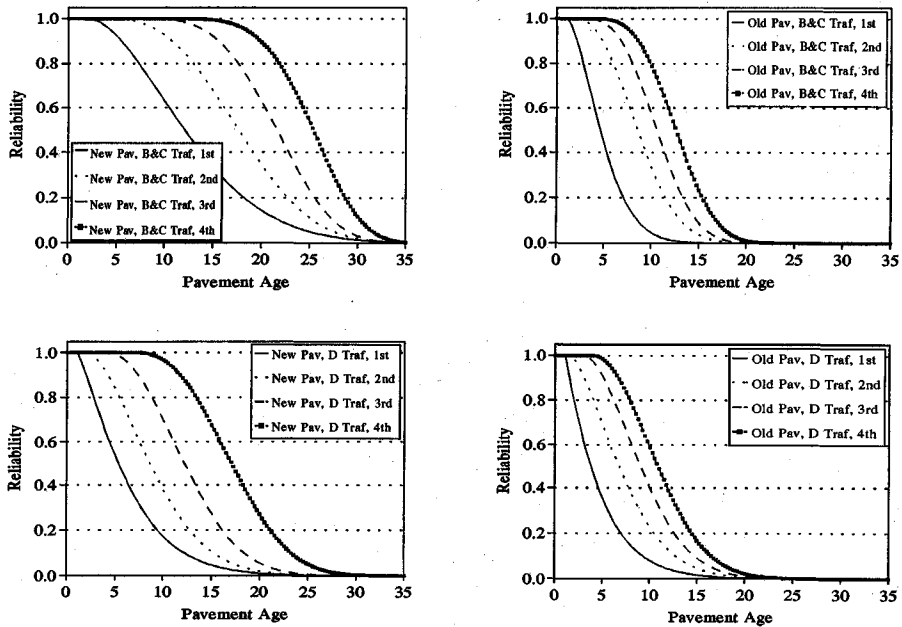 1.0
0.8
0.6
0.4
0.2
0.0
Reliability
New Pav, B&C Traf, 1st
New Pav, B&C Traf, 2nd
New Pav, B&C Traf, 3rd
New Pav, B&C Traf, 4th
0 5 10 15 20 25 30 35
Pavement Age
1.0
0.8
0.6
0.4
0.2
0.0
Reliability
Old Pav, B&C Traf, 1st
Old Pav, B&C Traf, 2nd
Old Pav, B&C Traf, 3rd
Old Pav, B&C Traf, 4th
0 5 10 15 20 25 30 35
Pavement Age
1.0
0.8
0.6
0.4
0.2
0.0
Reliability
New Pav, D Traf, 1st
New Pav, D Traf, 2nd
New Pav, D Traf, 3rd
New Pav, D Traf, 4th
0 5 10 15 20 25 30 35
Pavement Age
1.0
0.8
0.6
0.4
0.2
0.0
Reliability
Old Pav, D Traf, 1st
Old Pav, D Traf, 2nd
Old Pav, D Traf, 3rd
Old Pav, D Traf, 4th
0 5 10 15 20 25 30 35
Pavement Age